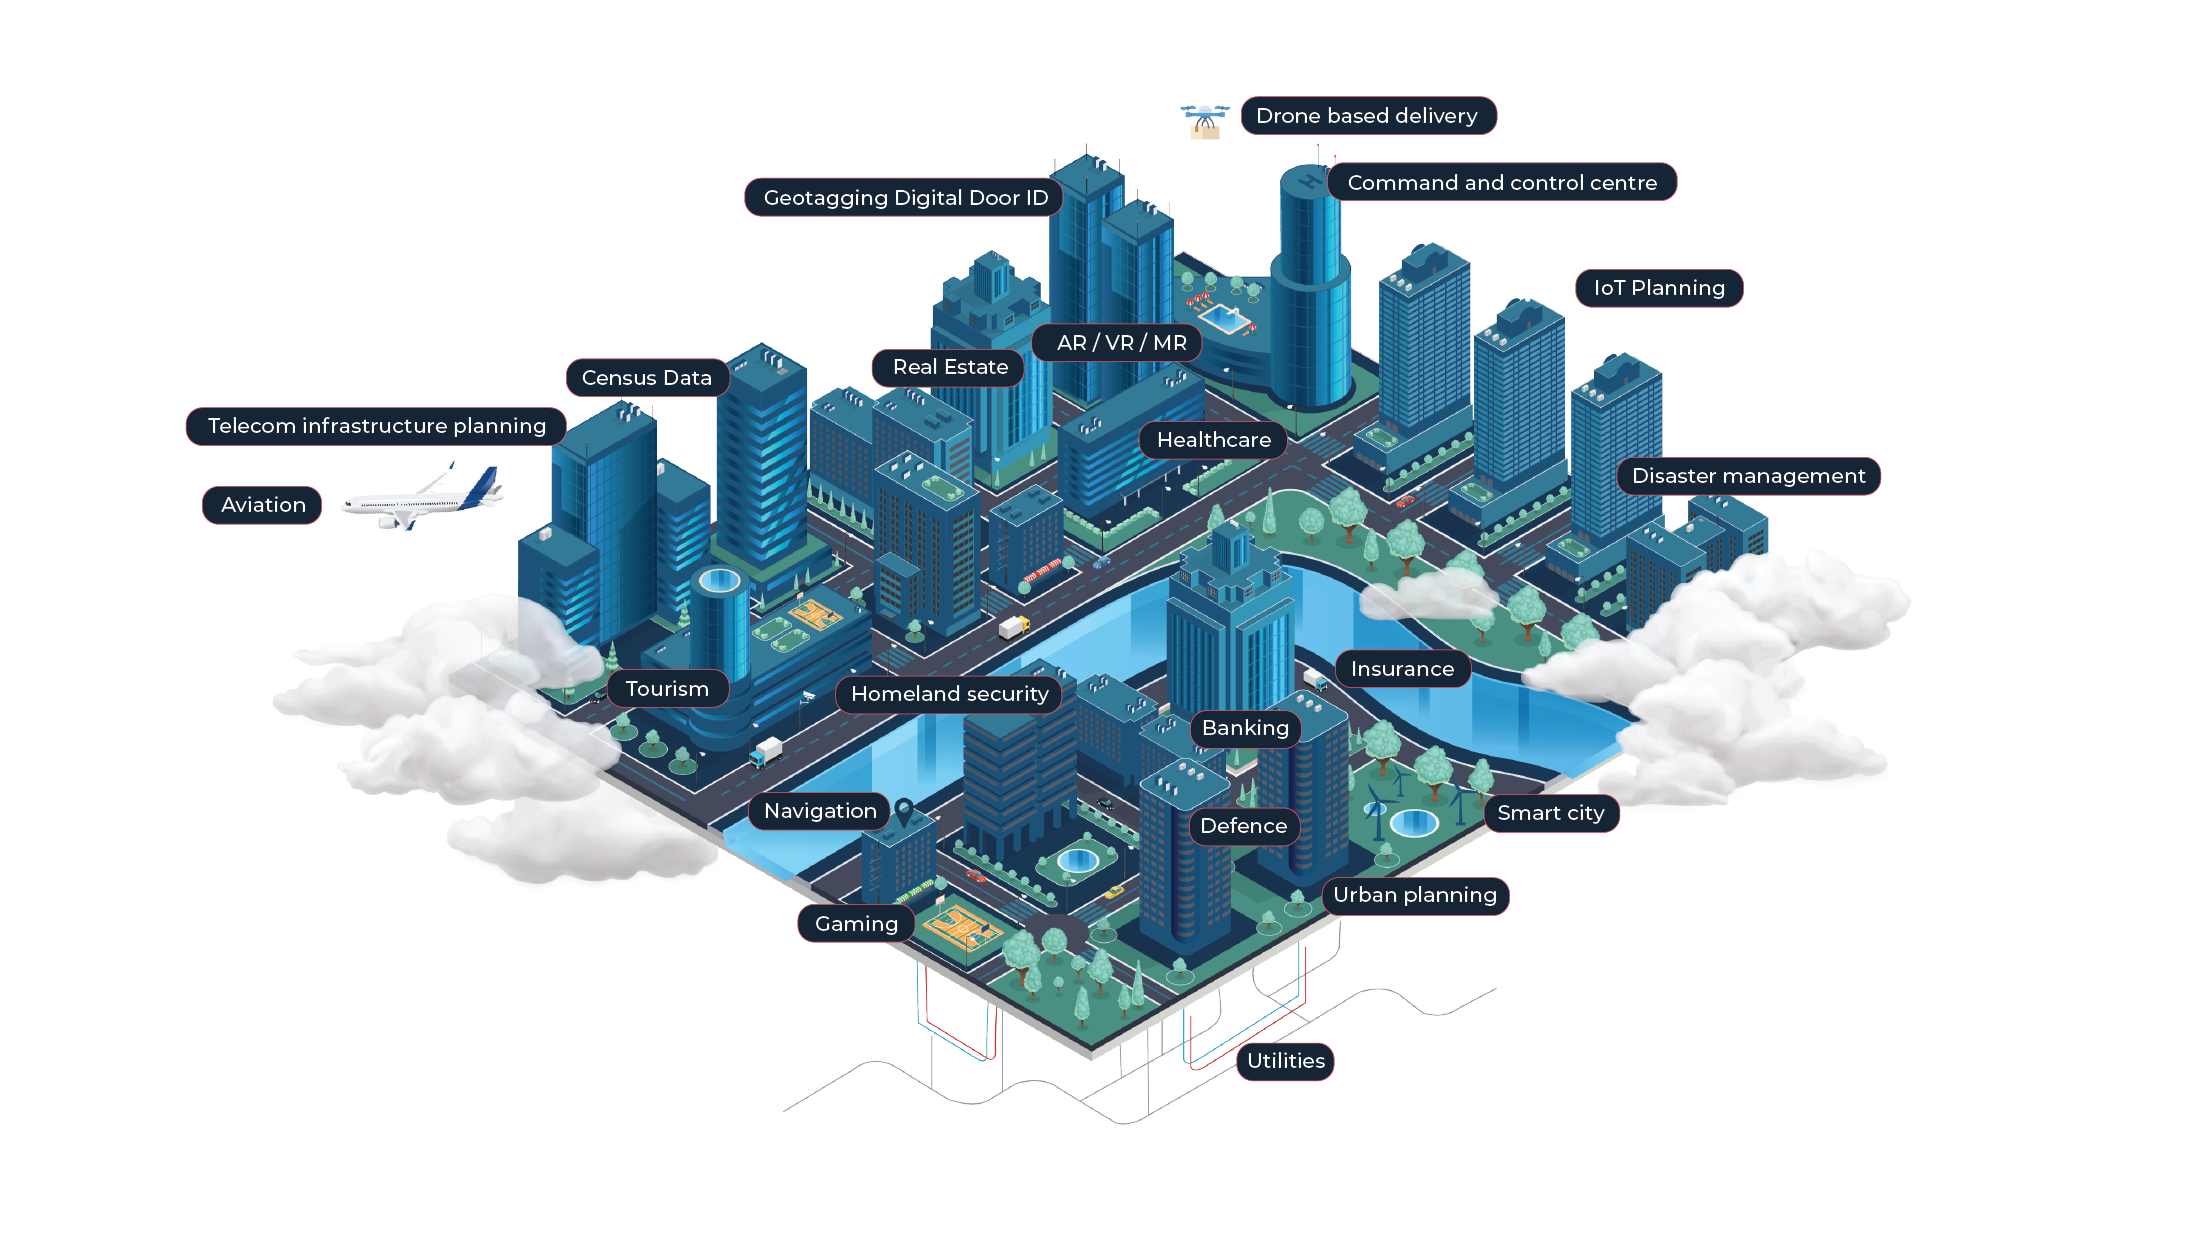 Drone based delivery
Command and control centre
Geotagging Digital Door ID
IoT Planning
AR / VR / MR
Real Estate
Census Data
Telecom infrastructure planning
Healthcare
Disaster management
Aviation
Insurance
Tourism
Homeland security
Banking
Navigation
Smart city
Defence
Urban planning
Gaming
Utilities
H